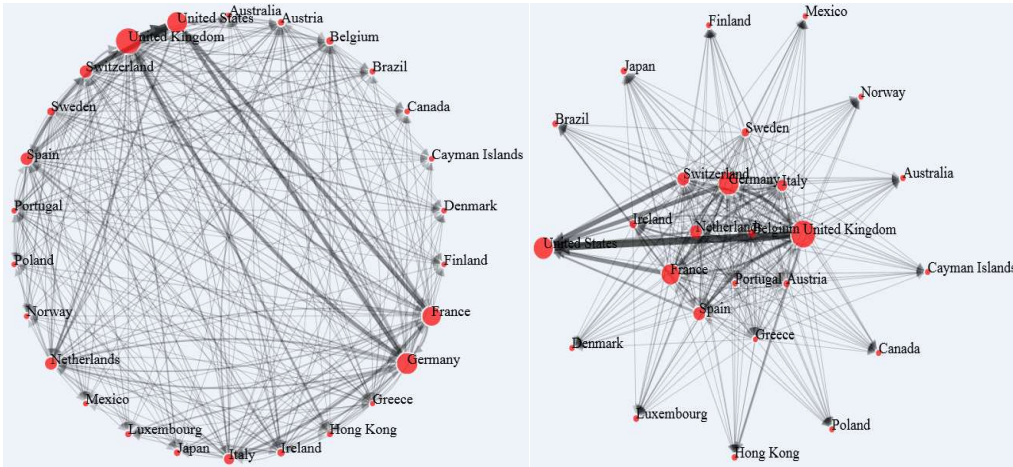 United States
Australia
United Kingdom
Austria
Belgium
Switzerland
Brazil
Sweden
Canada
Spain
Cayman Islands
Portugal
Denmark
Poland
Finland
Norway
France
Netherlands
Germany
Mexico
Greece
Luxembourg
Hong Kong
Japan
Italy
Ireland
Mexico
Finland
Japan
Norway
Brazil
Sweden
Switzerland
Germany
Italy
Australia
Ireland
Netherlands
Belgium
United Kingdom
United States
France
Cayman Islands
Portugal
Austria
Spain
Greece
Denmark
Canada
Luxembourg
Poland
Hong Kong